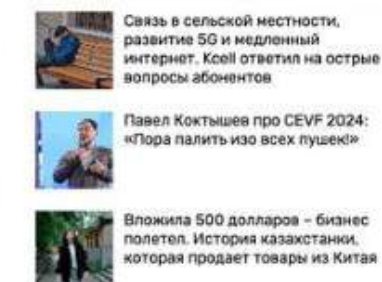 Связь в сельской местности,
развитие 5G и медленный
интернет. Kcell ответил на острые
вопросы абонентов
Павел Коктышев про CEVF 2024:
«Пора палить изо всех пушек!»
Вложила 500 долларов – бизнес
полетел. История казахстанки,
которая продает товары из Китая